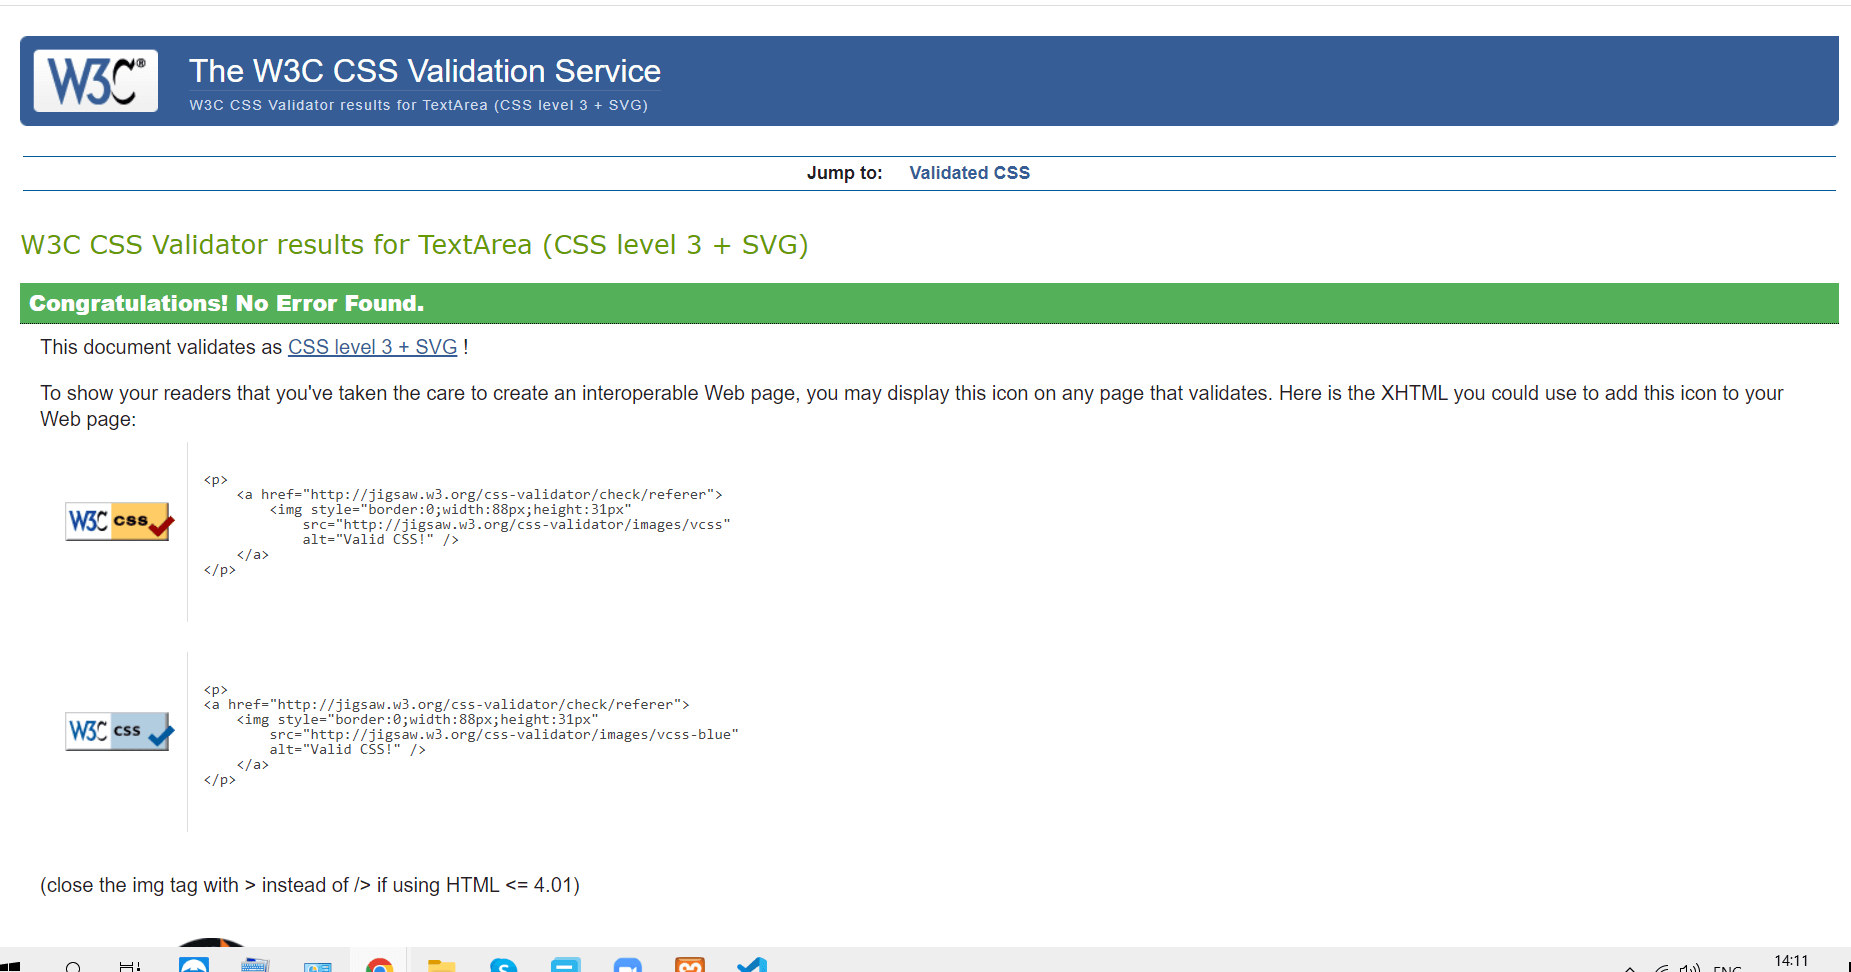 W3C®
The W3C CSS Validation Service
W3C CSS Validator results for TextArea (CSS level 3 + SVG)
Jump to: Validated CSS
W3C CSS Validator results for TextArea (CSS level 3 + SVG)
Congratulations! No Error Found.
This document validates as CSS level 3 + SVG !
To show your readers that you've taken the care to create an interoperable Web page, you may display this icon on any page that validates. Here is the XHTML you could use to add this icon to your
Web page:
<p>
<a href="http://jigsaw.w3.org/css-validator/check/referer">
<img style="border:0;width:88px;height:31px"
src="http://jigsaw.w3.org/css-validator/images/vcss"
alt="Valid CSS!" />
</a>
</p>
W3C css
<p>
<a href="http://jigsaw.w3.org/css-validator/check/referer">
<img style="border:0;width:88px;height:31px"
src="http://jigsaw.w3.org/css-validator/images/vcss-blue"
alt="Valid CSS!" />
</a>
</p>
W3C css
(close the img tag with > instead of /> if using HTML <= 4.01)
14:11
ENG